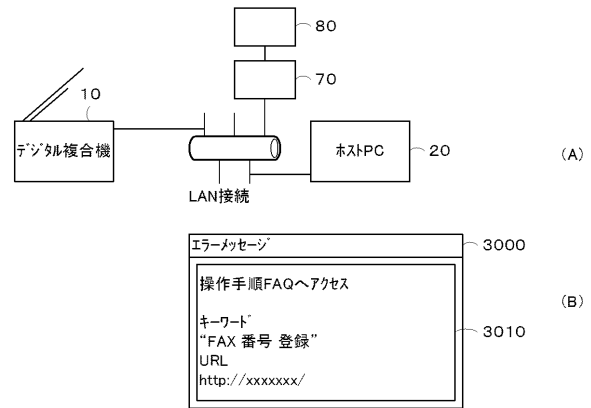 80
70
10
デジタル複合機
ホストPC
20
(A)
LAN接続
エラーメッセージ
3000
操作手順FAQへアクセス
(B)
キーワード
“FAX 番号 登録”
3010
URL
http://xxxxxxx/